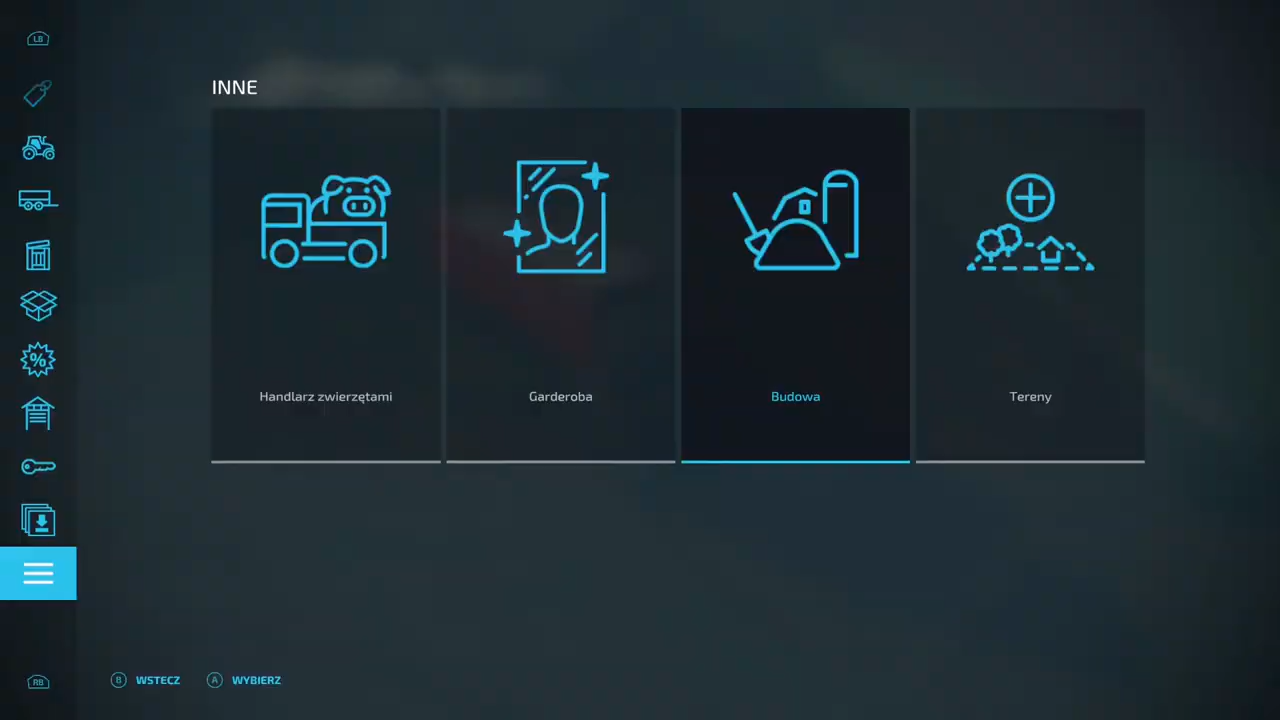 LB
INNE
Handlarz zwierzętami
Garderoba
Budowa
Tereny
%
RB
B WSTECZ
A WYBIERZ